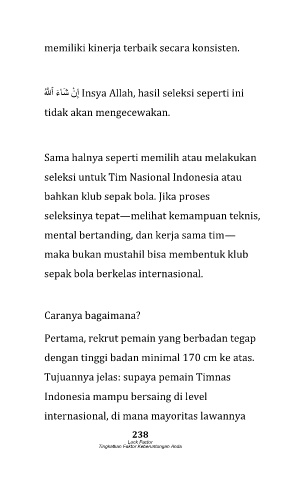 memiliki kinerja terbaik secara konsisten.
إِنْ شَاءَ ٱللَّٰهُ Insya Allah, hasil seleksi seperti ini
tidak akan mengecewakan.
Sama halnya seperti memilih atau melakukan
seleksi untuk Tim Nasional Indonesia atau
bahkan klub sepak bola. Jika proses
seleksinya tepat—melihat kemampuan teknis,
mental bertanding, dan kerja sama tim—
maka bukan mustahil bisa membentuk klub
sepak bola berkelas internasional.
Caranya bagaimana?
Pertama, rekrut pemain yang berbadan tegap
dengan tinggi badan minimal 170 cm ke atas.
Tujuannya jelas: supaya pemain Timnas
Indonesia mampu bersaing di level
internasional, di mana mayoritas lawannya
238
Luck Factor
Tingkatkan Faktor Keberuntungan Anda